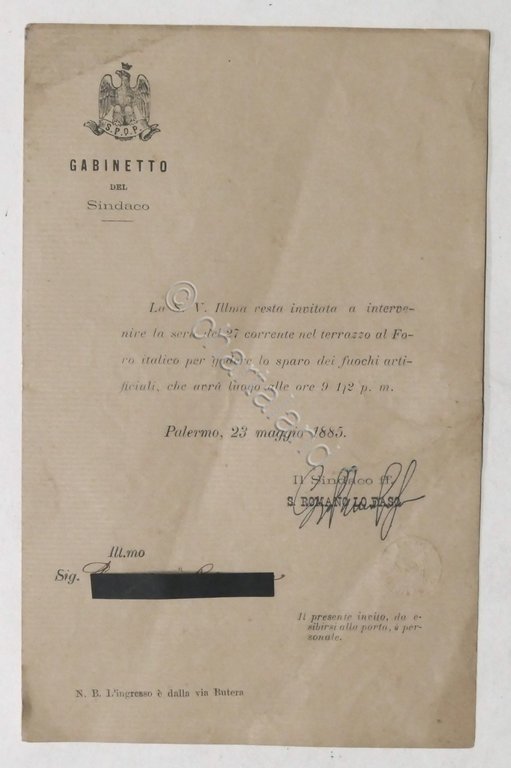 S.P.Q.P.
GABINETTO
DEL
Sindaco
La S. V. Illma resta invitata a interve-
nire la sera del 27 corrente nel terrazzo al Fo-
ro italico per godere lo sparo dei fuochi arti-
ficiali, che avrà luogo alle ore 9 1/2 p. m.
Palermo, 23 maggio 1885.
Il Sindaco ff.
S. ROMANO LO FASO
Ill.mo
Sig.
Il presente invito, da e-
sibirsi alla porta, è per-
sonale.
N. B. L'ingresso è dalla via Butera